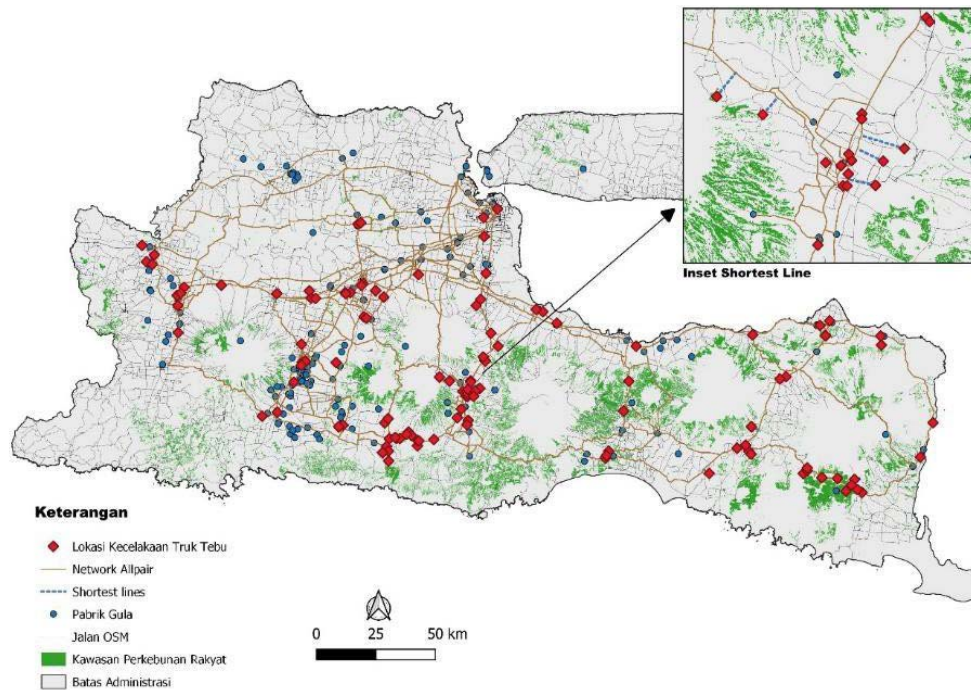 Inset Shortest Line
Keterangan
Lokasi Kecelakaan Truk Tebu
Network Allpair
Shortest lines
Pabrik Gula
Jalan OSM
Kawasan Perkebunan Rakyat
Batas Administrasi
0 25 50 km